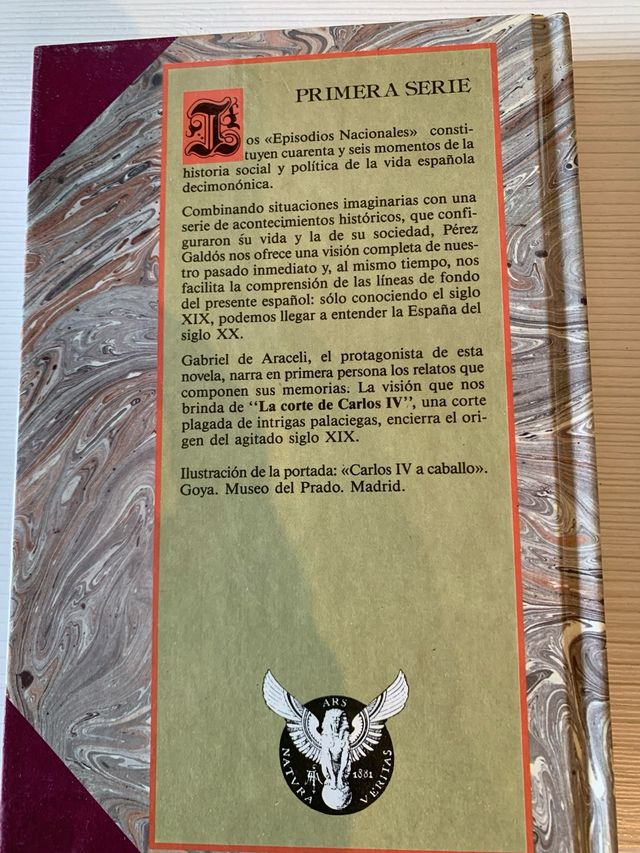 PRIMERA SERIE
Los «Episodios Nacionales» consti-
tuyen cuarenta y seis momentos de la
historia social y política de la vida española
decimonónica.
Combinando situaciones imaginarias con una
serie de acontecimientos históricos, que confi-
guraron su vida y la de su sociedad, Pérez
Galdós nos ofrece una visión completa de nues-
tro pasado inmediato y, al mismo tiempo, nos
facilita la comprensión de las líneas de fondo
del presente español: sólo conociendo el siglo
XIX, podemos llegar a entender la España del
siglo XX.
Gabriel de Araceli, el protagonista de esta
novela, narra en primera persona los relatos que
componen sus memorias. La visión que nos
brinda de "La corte de Carlos IV", una corte
plagada de intrigas palaciegas, encierra el ori-
gen del agitado siglo XIX.
Ilustración de la portada: «Carlos IV a caballo».
Goya. Museo del Prado. Madrid.
ARS
NATVRA
VERITAS
1881